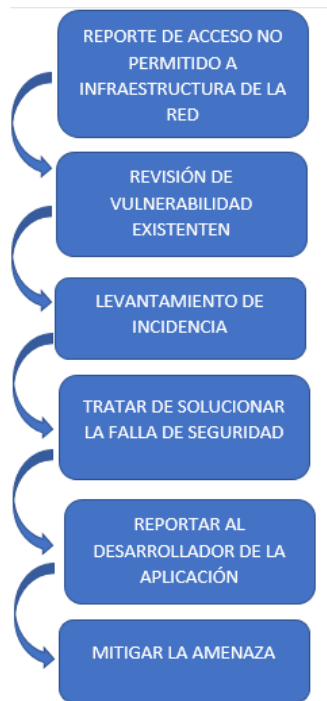 REPORTE DE ACCESO NO
PERMITIDO A
INFRAESTRUCTURA DE LA
RED
REVISIÓN DE
VULNERABILIDAD
EXISTENTEN
LEVANTAMIENTO DE
INCIDENCIA
TRATAR DE SOLUCIONAR
LA FALLA DE SEGURIDAD
REPORTAR AL
DESARROLLADOR DE LA
APLICACIÓN
MITIGAR LA AMENAZA